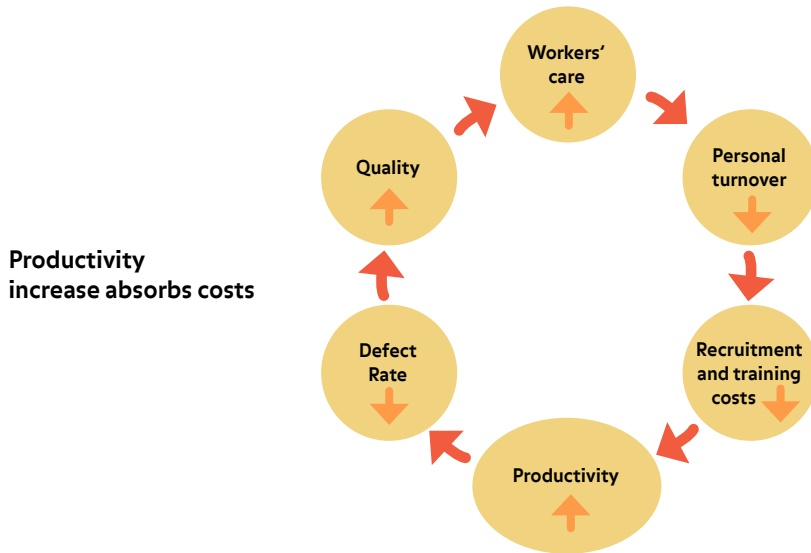 Productivity
increase absorbs costs
Workers‘
care
Personal
turnover
Recruitment
and training
costs
Productivity
Defect
Rate
Quality